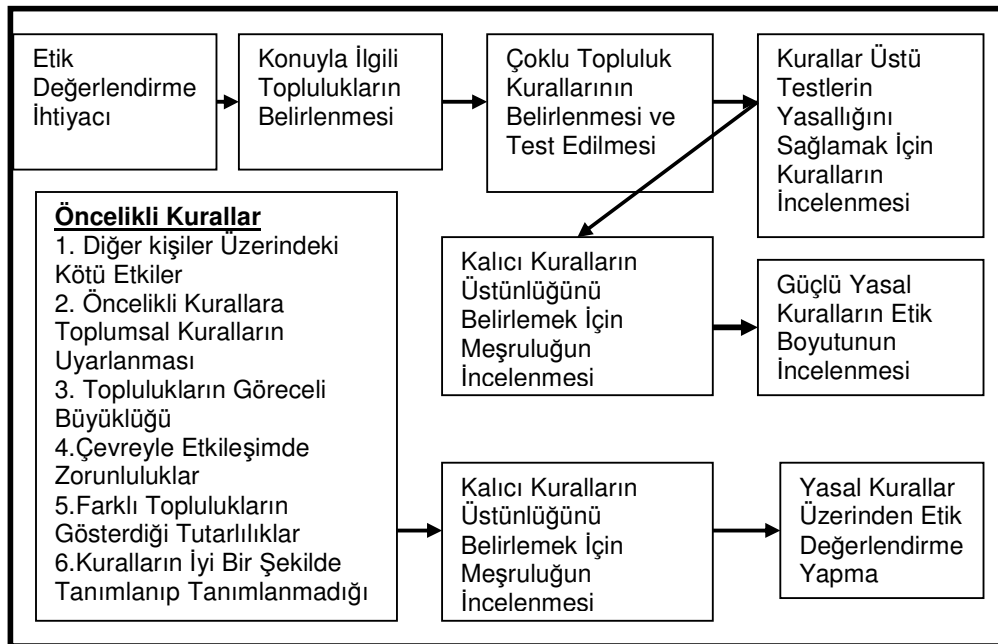 Etik
Değerlendirme
İhtiyacı
Konuyla İlgili
Toplulukların
Belirlenmesi
Çoklu Topluluk
Kurallarının
Belirlenmesi ve
Test Edilmesi
Kurallar Üstü
Testlerin
Yasallığını
Sağlamak İçin
Kuralların
İncelenmesi
Kalıcı Kuralların
Üstünlüğünü
Belirlemek İçin
Meşruluğun
İncelenmesi
Güçlü Yasal
Kuralların Etik
Boyutunun
İncelenmesi
Öncelikli Kurallar
1. Diğer kişiler Üzerindeki
Kötü Etkiler
2. Öncelikli Kurallara
Toplumsal Kuralların
Uyarlanması
3. Toplulukların Göreceli
Büyüklüğü
4.Çevreyle Etkileşimde
Zorunluluklar
5.Farklı Toplulukların
Gösterdiği Tutarlılıklar
6.Kuralların İyi Bir Şekilde
Tanımlanıp Tanımlanmadığı
Kalıcı Kuralların
Üstünlüğünü
Belirlemek İçin
Meşruluğun
İncelenmesi
Yasal Kurallar
Üzerinden Etik
Değerlendirme
Yapma